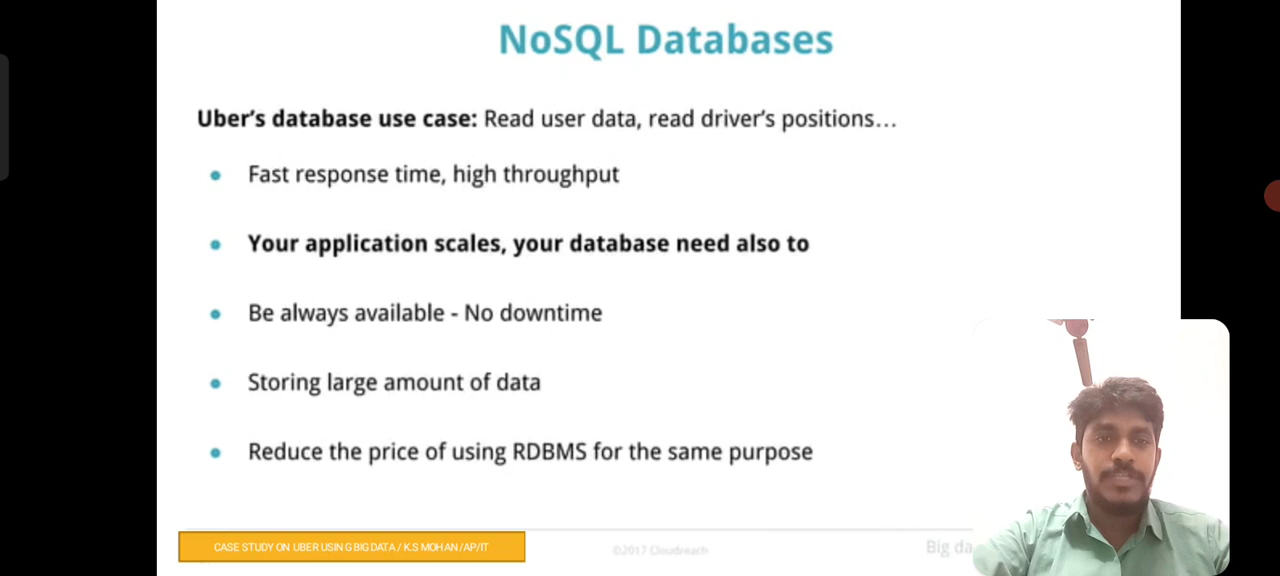 NoSQL Databases
Uber's database use case: Read user data, read driver's positions...
Fast response time, high throughput
Your application scales, your database need also to
Be always available - No downtime
Storing large amount of data
Reduce the price of using RDBMS for the same purpose
CASE STUDY ON UBER USING BIG DATA / K.S MOHAN /AP/IT
©2017 Cloudreach
Big da